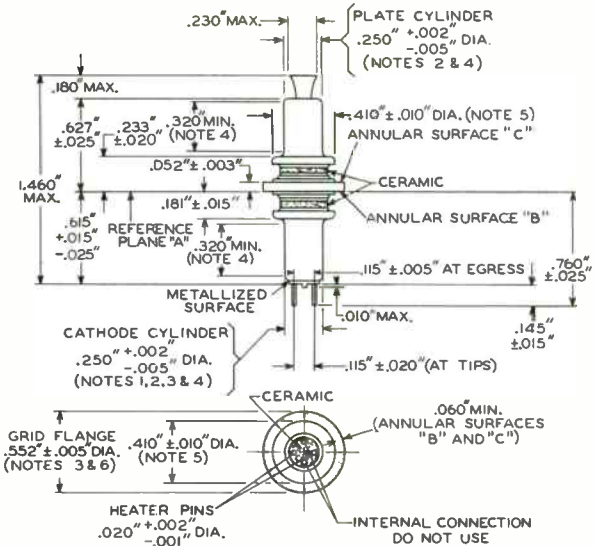 .230" MAX.
PLATE CYLINDER
.250" +.002" -.005" DIA.
(NOTES 2 & 4)
.180" MAX.
.627" ±.025"
.233" ±.020"
.320" MIN.
(NOTE 4)
.410" ±.010" DIA. (NOTE 5)
ANNULAR SURFACE "C"
.052" ±.003"
CERAMIC
1.460" MAX.
.181" ±.015"
ANNULAR SURFACE "B"
.615" +.015" -.025"
REFERENCE
PLANE "A"
.320" MIN.
(NOTE 4)
.115" ±.005" AT EGRESS
.760" ±.025"
METALLIZED
SURFACE
.010" MAX.
.145" ±.015"
CATHODE CYLINDER
.250" +.002" -.005" DIA.
(NOTES 1,2,3 & 4)
.115" ±.020" (AT TIPS)
CERAMIC
.060" MIN.
(ANNULAR SURFACES
"B" AND "C")
GRID FLANGE
.552" ±.005" DIA.
(NOTES 3 & 6)
.410" ±.010" DIA.
(NOTE 5)
HEATER PINS
.020" +.002" -.001" DIA.
INTERNAL CONNECTION
DO NOT USE